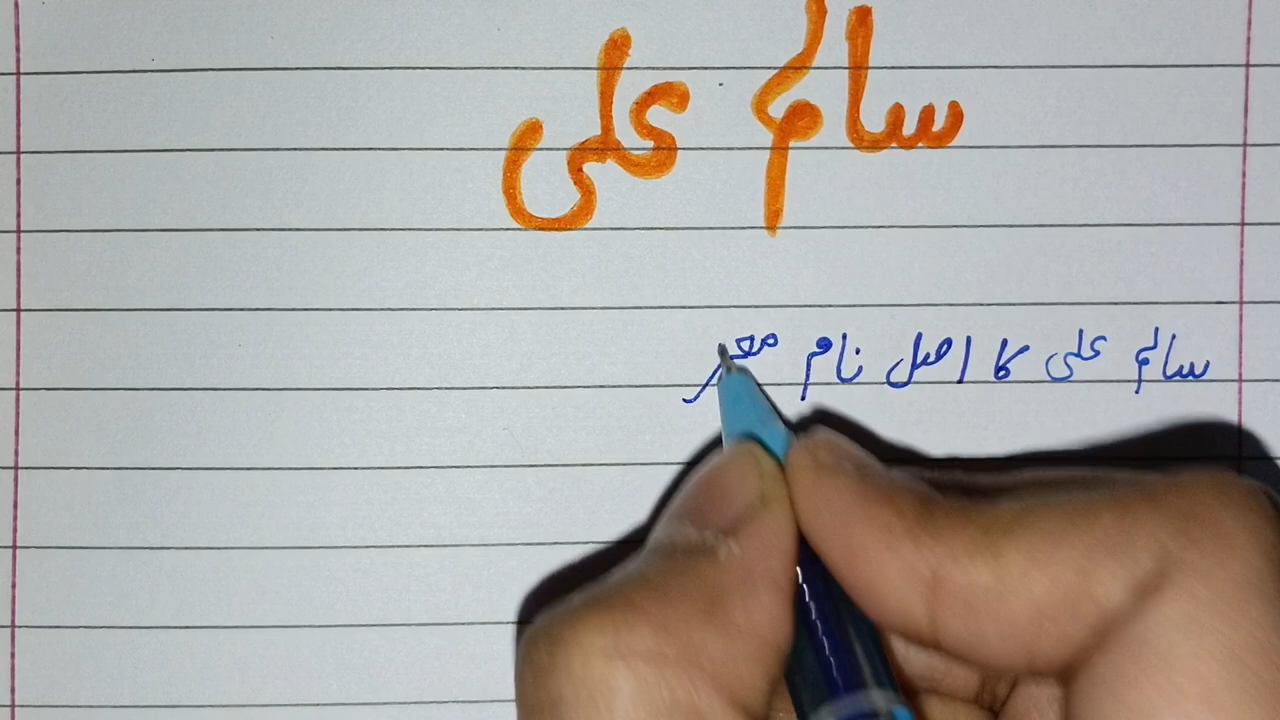 سالم علی
سالم علی کا اصل نام